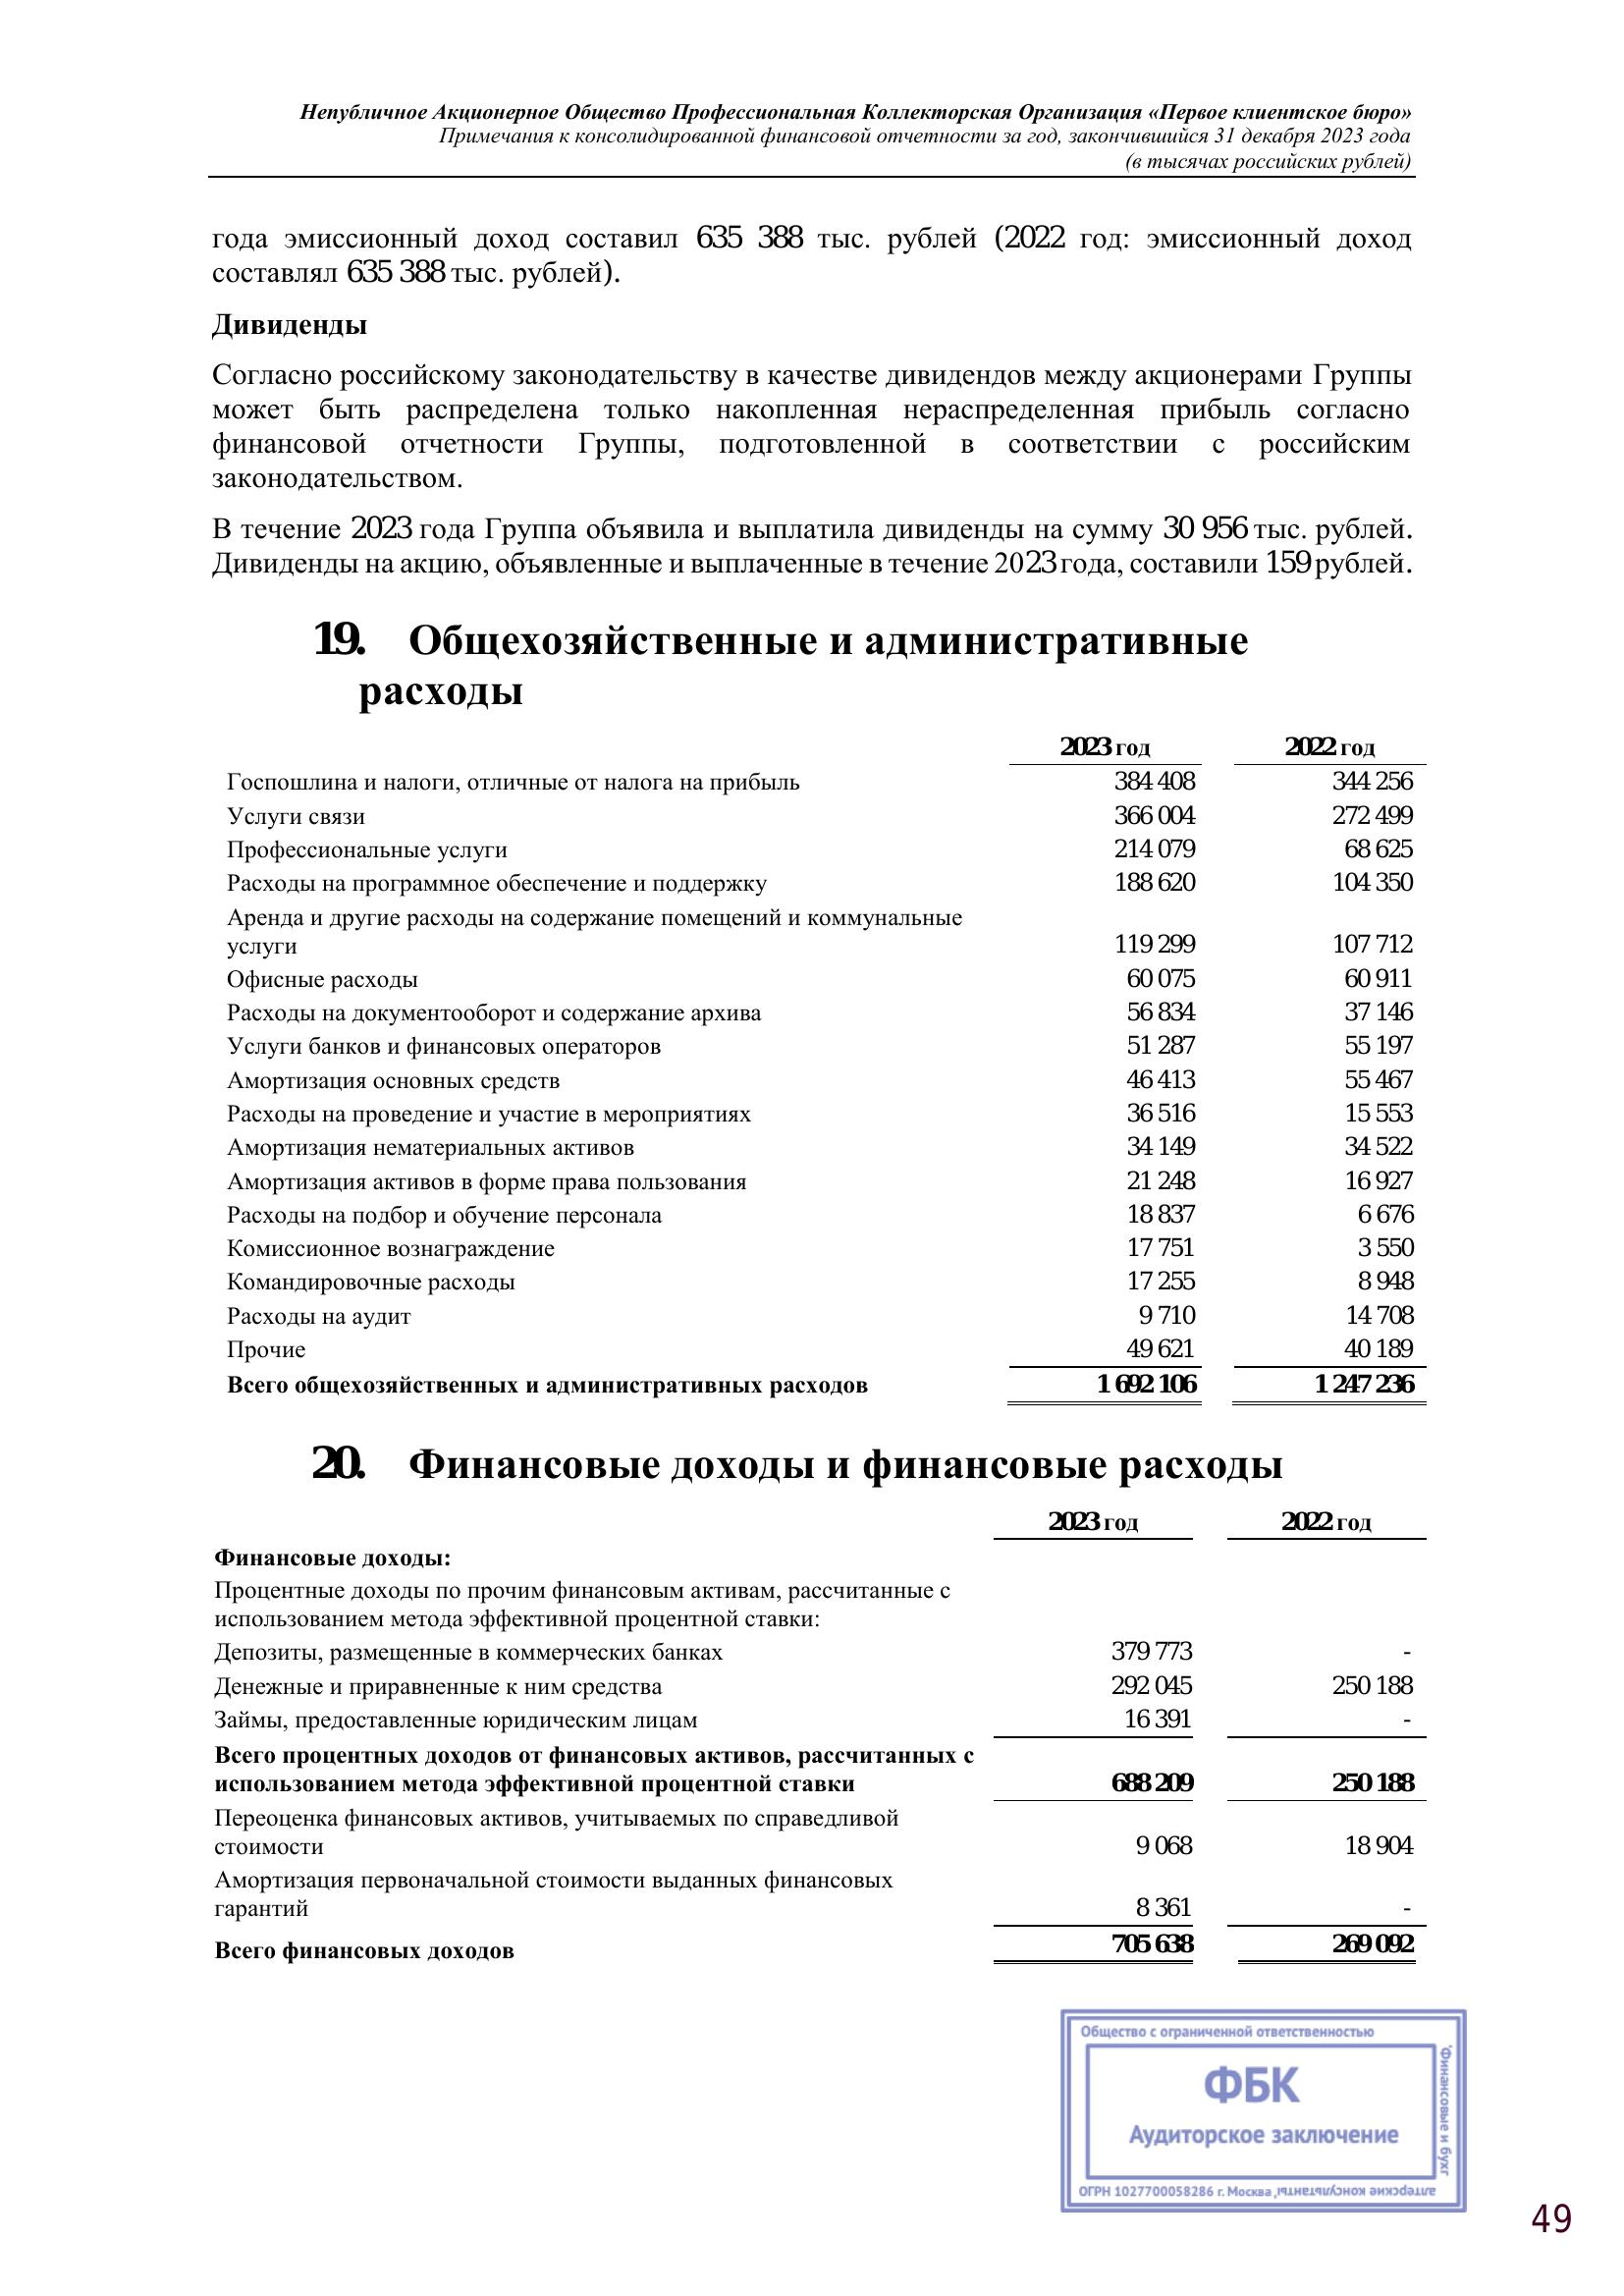 Непубличное Акционерное Общество Профессиональная Коллекторская Организация «Первое клиентское бюро»
Примечания к консолидированной финансовой отчетности за год, закончившийся 31 декабря 2023 года
(в тысячах российских рублей)
года эмиссионный доход составил 635 388 тыс. рублей (2022 год: эмиссионный доход
составлял 635 388 тыс. рублей).
Дивиденды
Согласно российскому законодательству в качестве дивидендов между акционерами Группы
может быть распределена только накопленная нераспределенная прибыль согласно
финансовой отчетности Группы, подготовленной в соответствии с российским
законодательством.
В течение 2023 года Группа объявила и выплатила дивиденды на сумму 30 956 тыс. рублей.
Дивиденды на акцию, объявленные и выплаченные в течение 2023 года, составили 159 рублей.
19. Общехозяйственные и административные
расходы
2023 год 2022 год
Госпошлина и налоги, отличные от налога на прибыль 384 408 344 256
Услуги связи 366 004 272 499
Профессиональные услуги 214 079 68 625
Расходы на программное обеспечение и поддержку 188 620 104 350
Аренда и другие расходы на содержание помещений и коммунальные
услуги 119 299 107 712
Офисные расходы 60 075 60 911
Расходы на документооборот и содержание архива 56 834 37 146
Услуги банков и финансовых операторов 51 287 55 197
Амортизация основных средств 46 413 55 467
Расходы на проведение и участие в мероприятиях 36 516 15 553
Амортизация нематериальных активов 34 149 34 522
Амортизация активов в форме права пользования 21 248 16 927
Расходы на подбор и обучение персонала 18 837 6 676
Комиссионное вознаграждение 17 751 3 550
Командировочные расходы 17 255 8 948
Расходы на аудит 9 710 14 708
Прочие 49 621 40 189
Всего общехозяйственных и административных расходов 1 692 106 1 247 236
20. Финансовые доходы и финансовые расходы
2023 год 2022 год
Финансовые доходы:
Процентные доходы по прочим финансовым активам, рассчитанные с
использованием метода эффективной процентной ставки:
Депозиты, размещенные в коммерческих банках 379 773 -
Денежные и приравненные к ним средства 292 045 250 188
Займы, предоставленные юридическим лицам 16 391 -
Всего процентных доходов от финансовых активов, рассчитанных с
использованием метода эффективной процентной ставки 688 209 250 188
Переоценка финансовых активов, учитываемых по справедливой
стоимости 9 068 18 904
Амортизация первоначальной стоимости выданных финансовых
гарантий 8 361 -
Всего финансовых доходов 705 638 269 092
Общество с ограниченной ответственностью
"Финансовые и бухг
ФБК
Аудиторское заключение
алтерские консультанты"
ОГРН 1027700058286 г. Москва
49